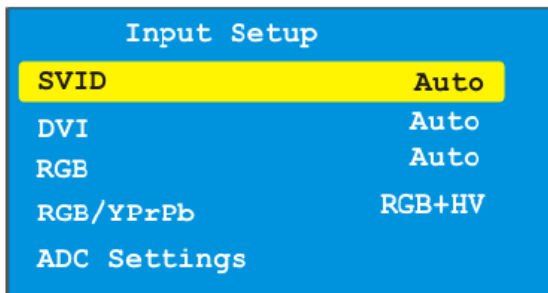 Input Setup
SVID Auto
DVI Auto
RGB Auto
RGB/YPrPb RGB+HV
ADC Settings